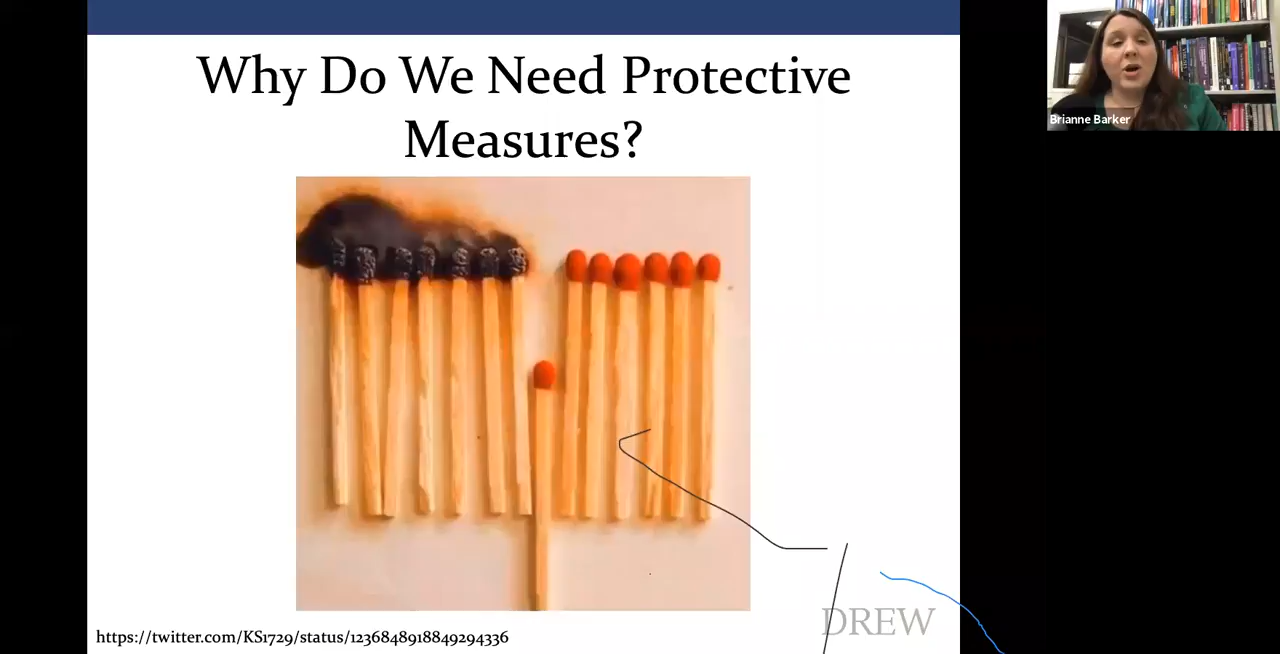 Why Do We Need Protective
Measures?
Brianne Barker
https://twitter.com/KS1729/status/1236848918849294336
DREW